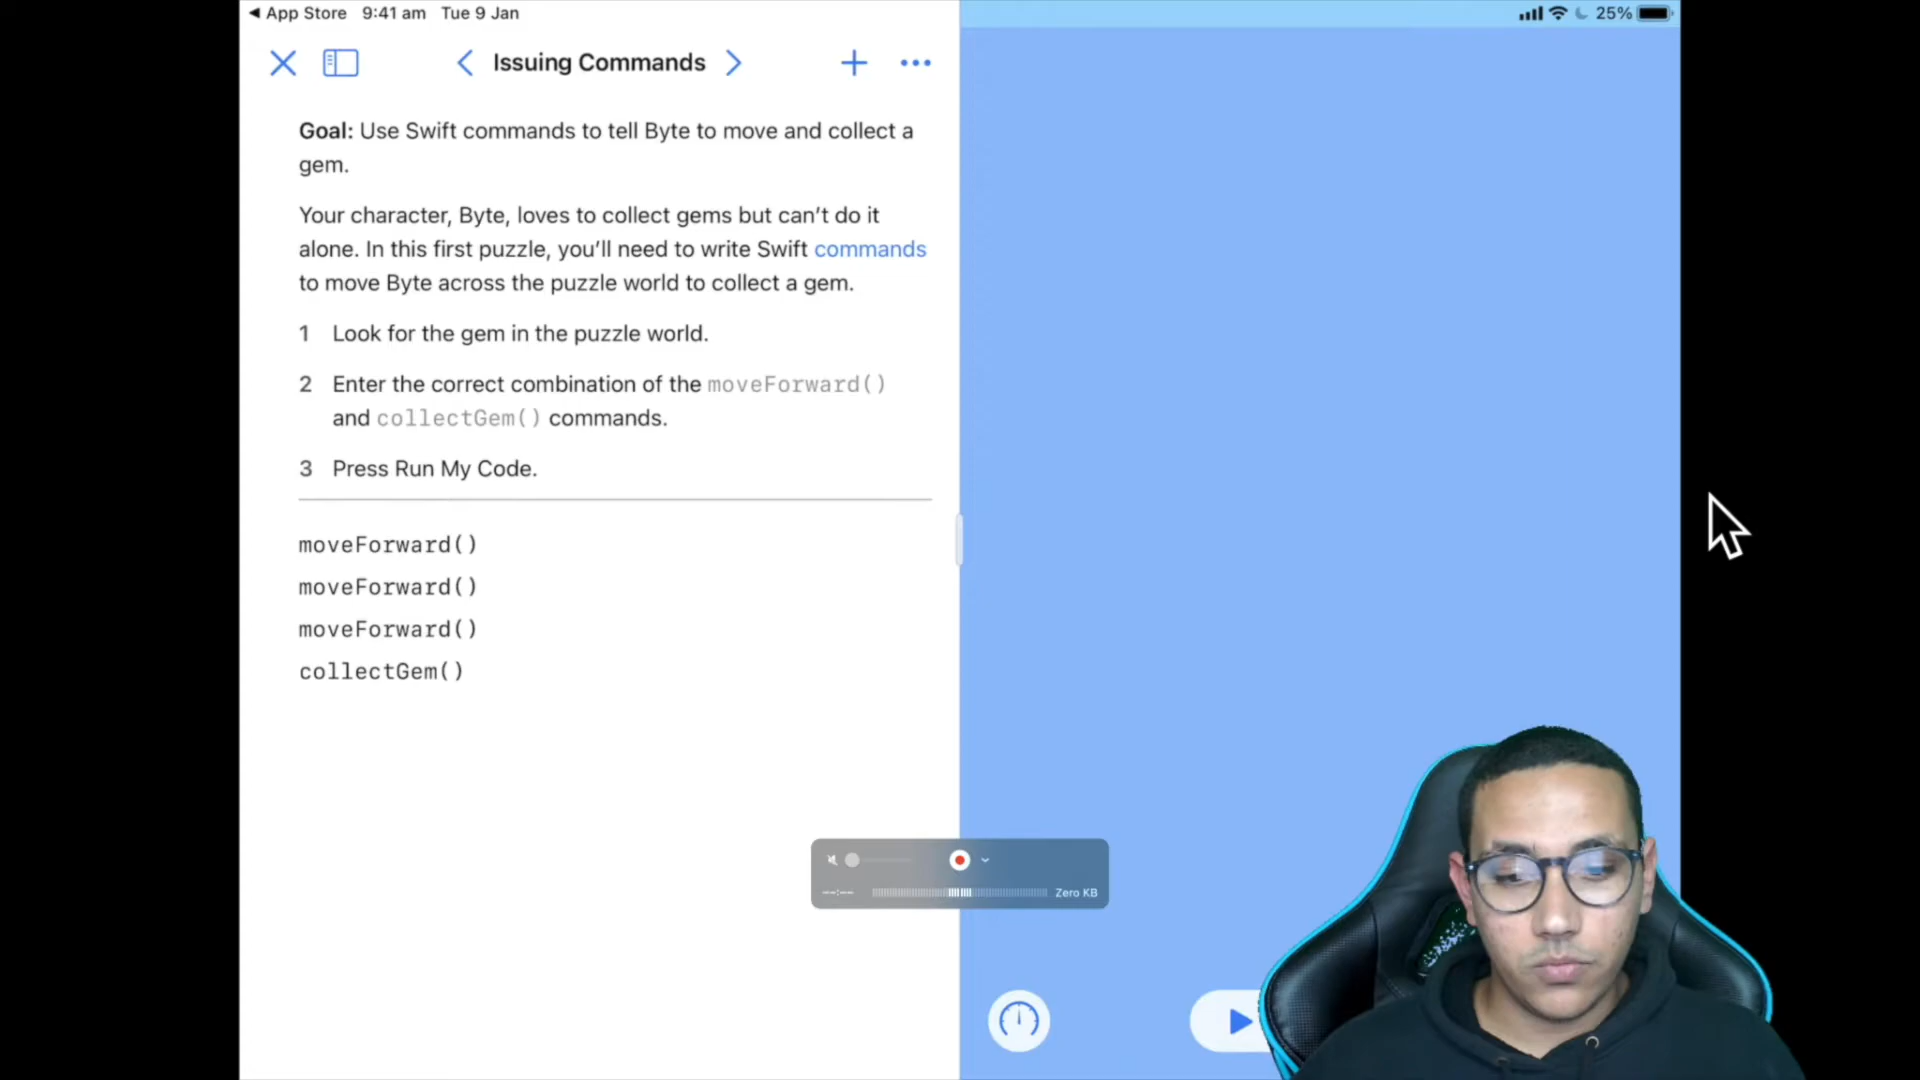 ◀ App Store 9:41 am Tue 9 Jan
25%
Issuing Commands
Goal: Use Swift commands to tell Byte to move and collect a
gem.
Your character, Byte, loves to collect gems but can’t do it
alone. In this first puzzle, you’ll need to write Swift commands
to move Byte across the puzzle world to collect a gem.
1 Look for the gem in the puzzle world.
2 Enter the correct combination of the moveForward()
and collectGem() commands.
3 Press Run My Code.
moveForward()
moveForward()
moveForward()
collectGem()
--:--
Zero KB